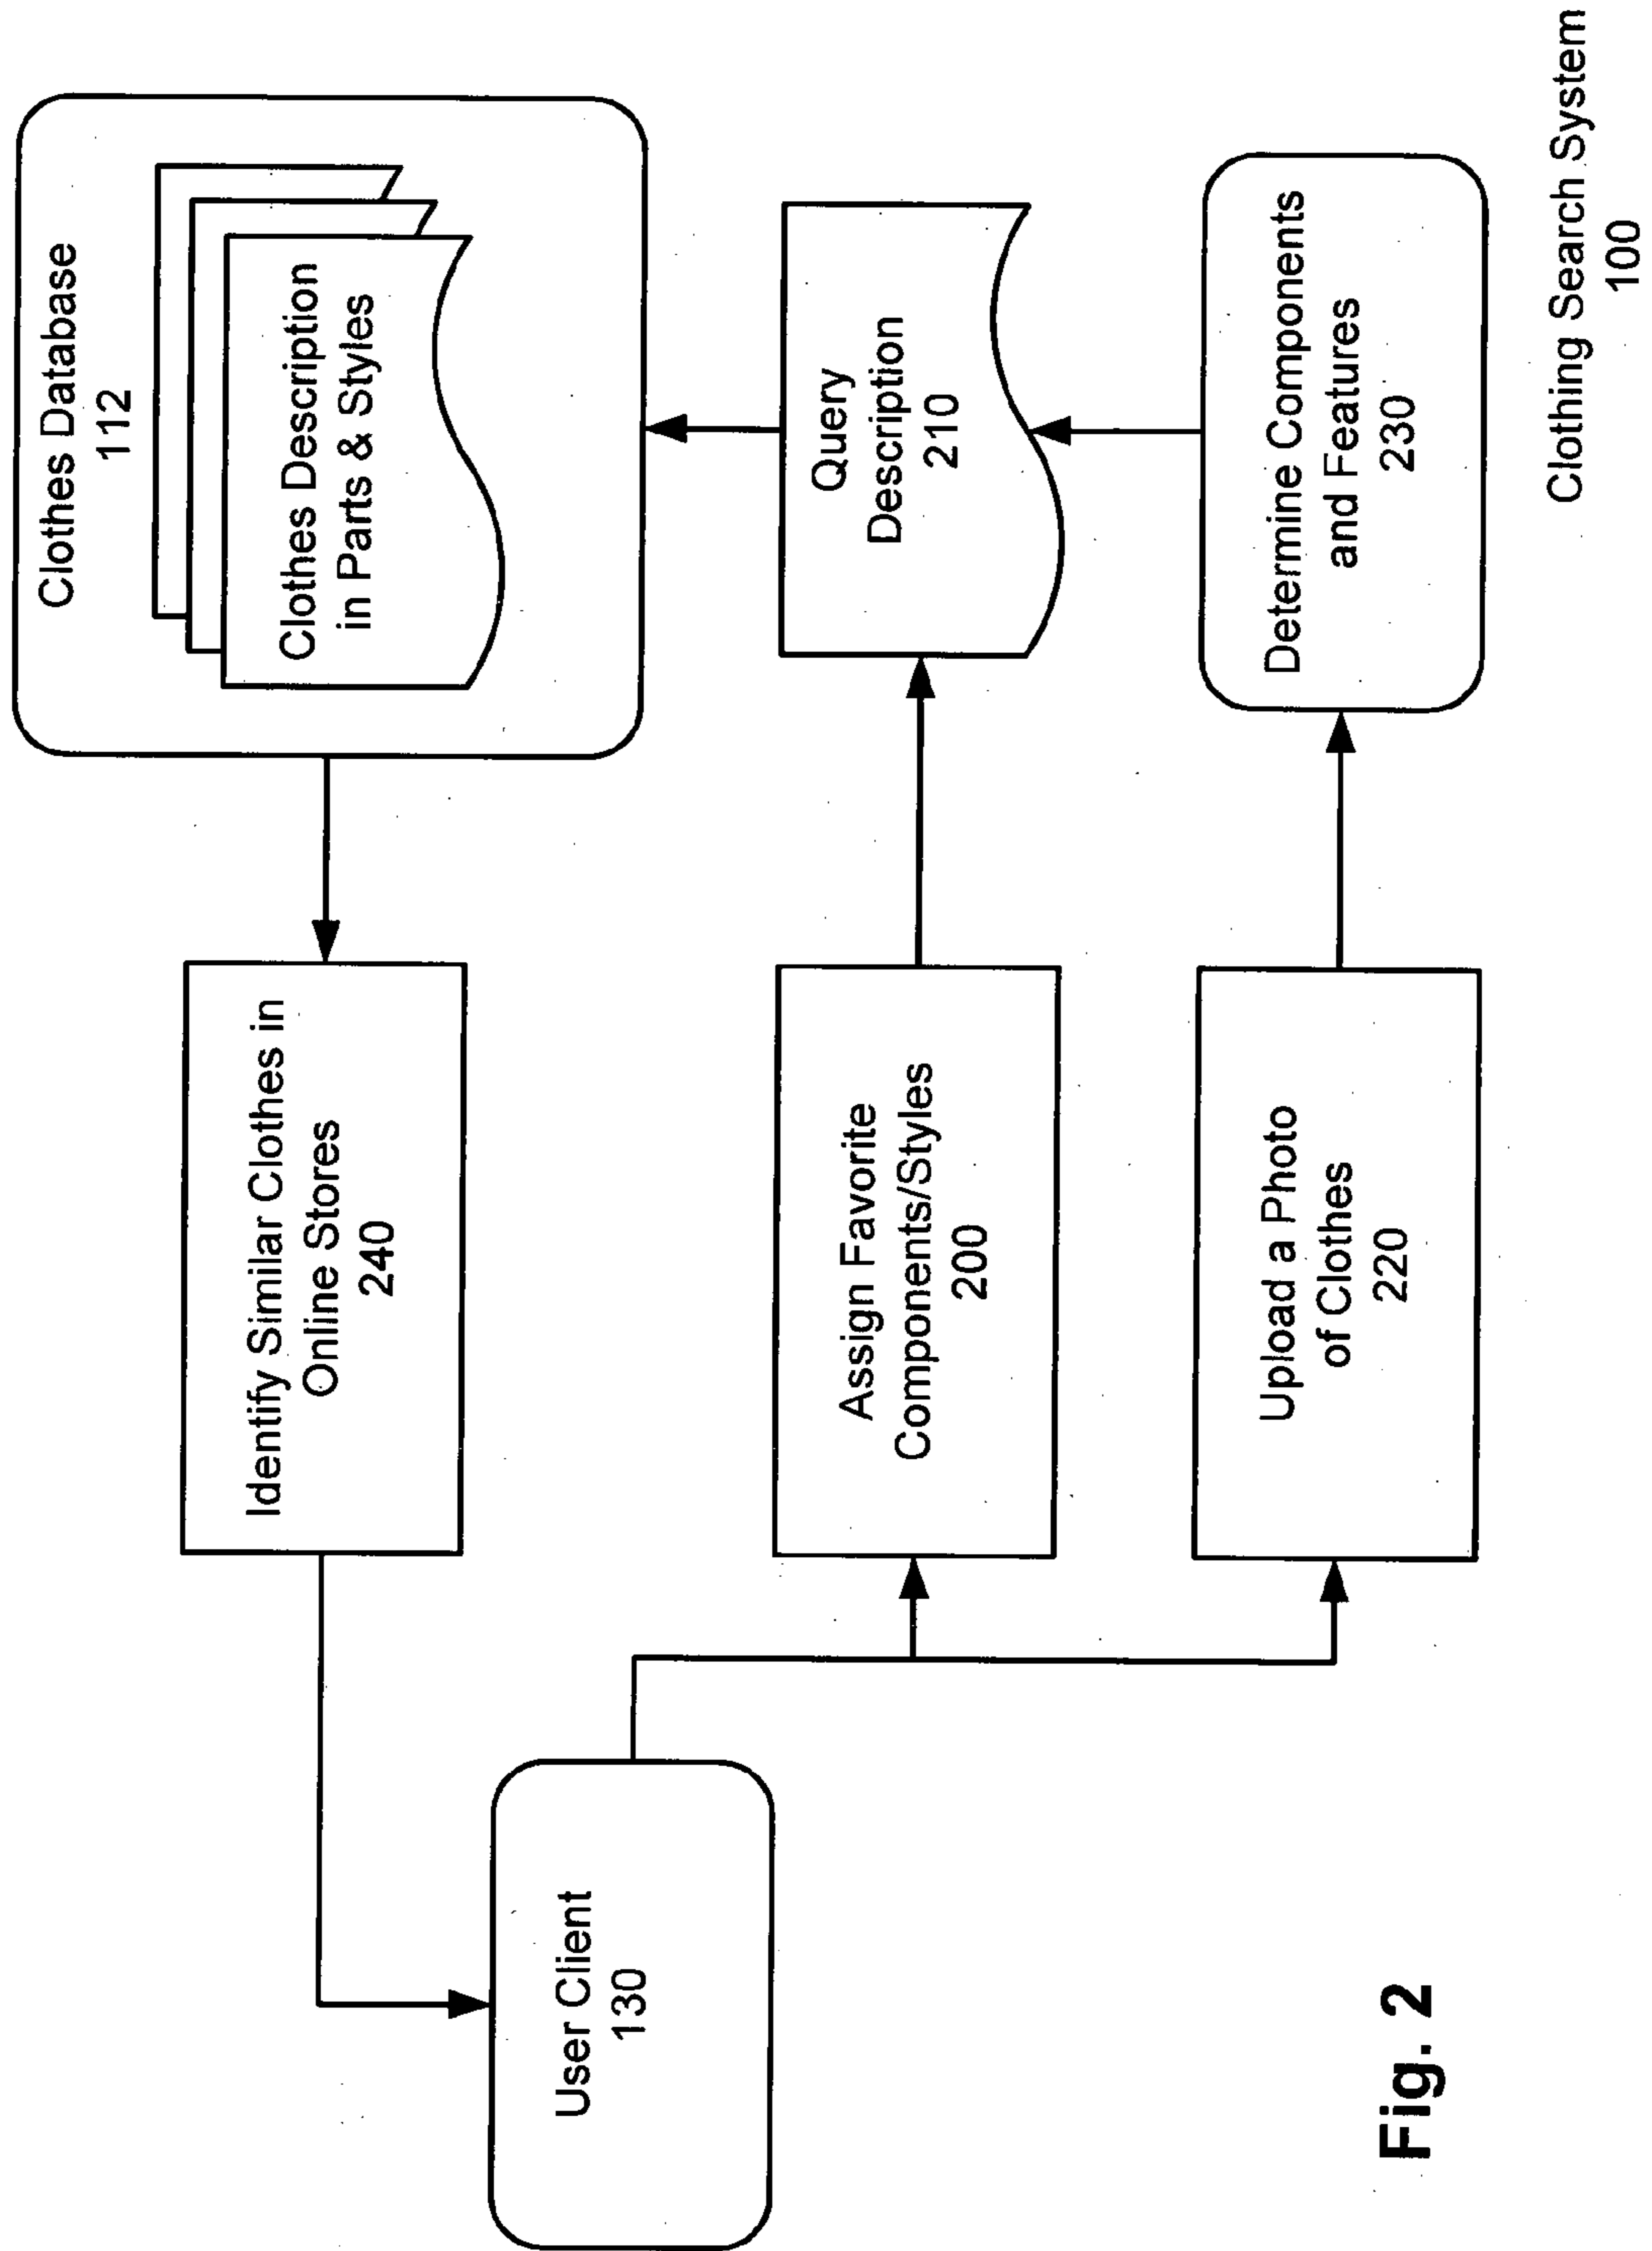 Clothes Database
112
Clothes Description
in Parts & Styles
Identify Similar Clothes in
Online Stores
240
User Client
130
Assign Favorite
Components/Styles
200
Query
Description
210
Upload a Photo
of Clothes
220
Determine Components
and Features
230
Clothing Search System
100
Fig. 2